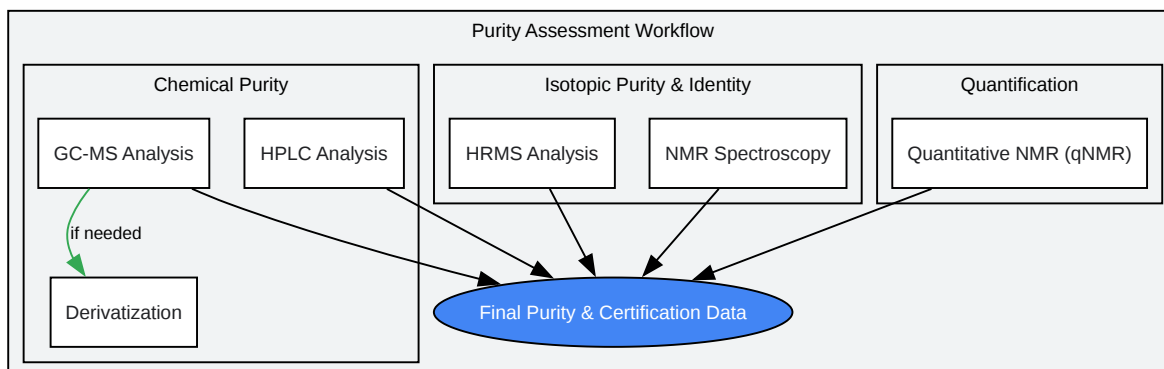 Purity Assessment Workflow
Chemical Purity
Isotopic Purity & Identity
Quantification
GC-MS Analysis
HPLC Analysis
HRMS Analysis
NMR Spectroscopy
Quantitative NMR (qNMR)
if needed
Derivatization
Final Purity & Certification Data